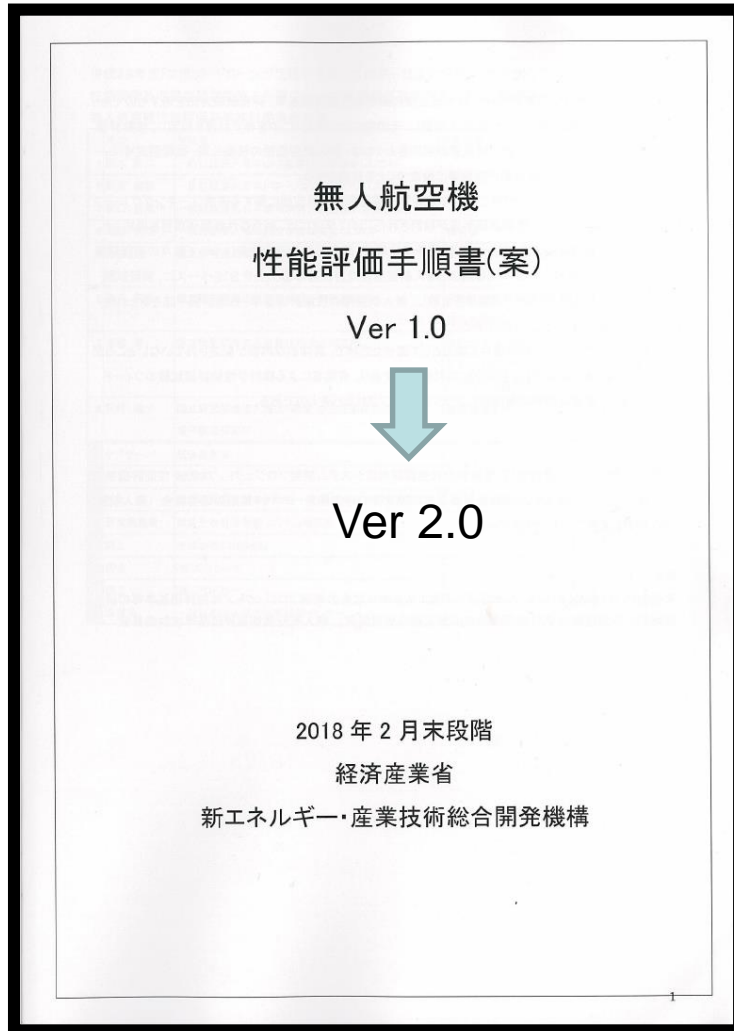 無人航空機
性能評価手順書(案)
Ver 1.0
Ver 2.0
2018 年 2 月末段階
経済産業省
新エネルギー・産業技術総合開発機構
1